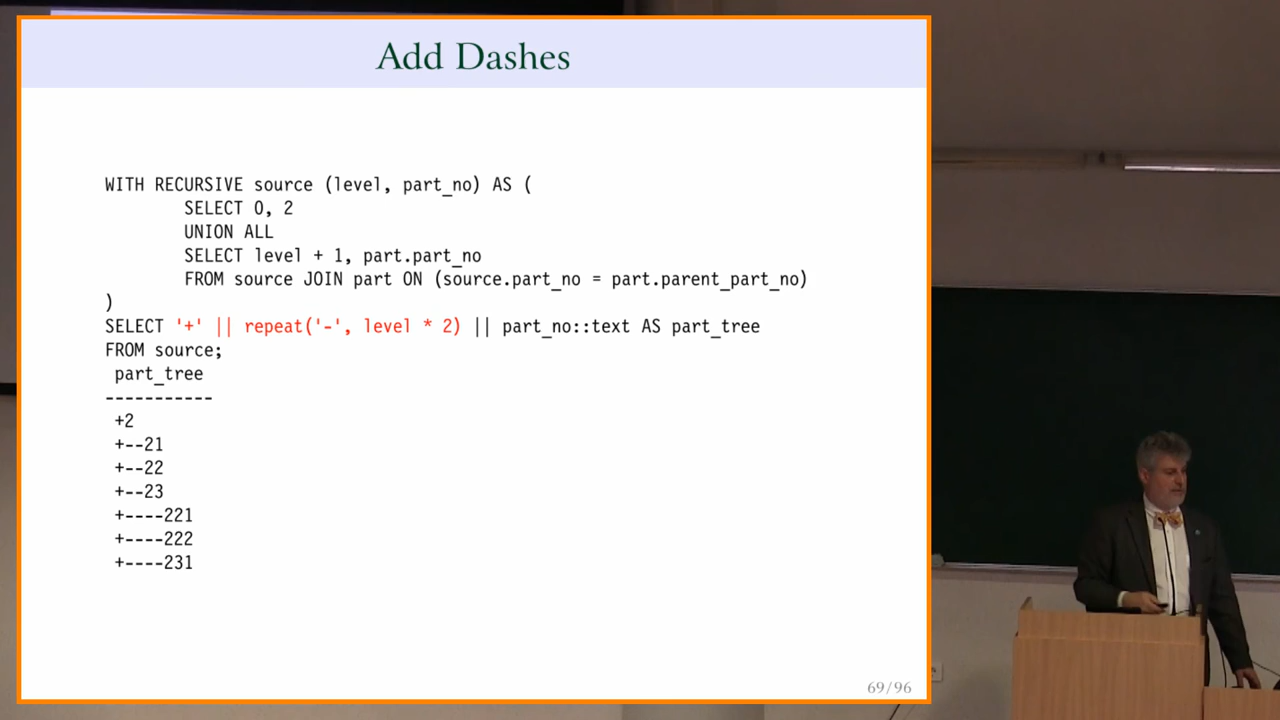 Add Dashes
WITH RECURSIVE source (level, part_no) AS (
SELECT 0, 2
UNION ALL
SELECT level + 1, part.part_no
FROM source JOIN part ON (source.part_no = part.parent_part_no)
)
SELECT '+' || repeat('-', level * 2) || part_no::text AS part_tree
FROM source;
part_tree
-----------
+2
+--21
+--22
+--23
+----221
+----222
+----231
69/96